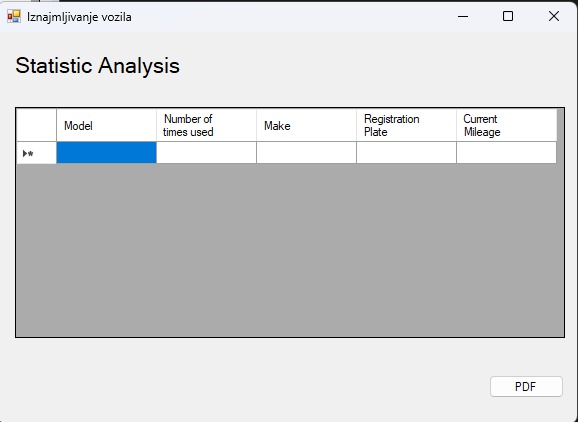 Iznajmljivanje vozila
Statistic Analysis
Model
Number of
times used
Make
Registration
Plate
Current
Mileage
PDF